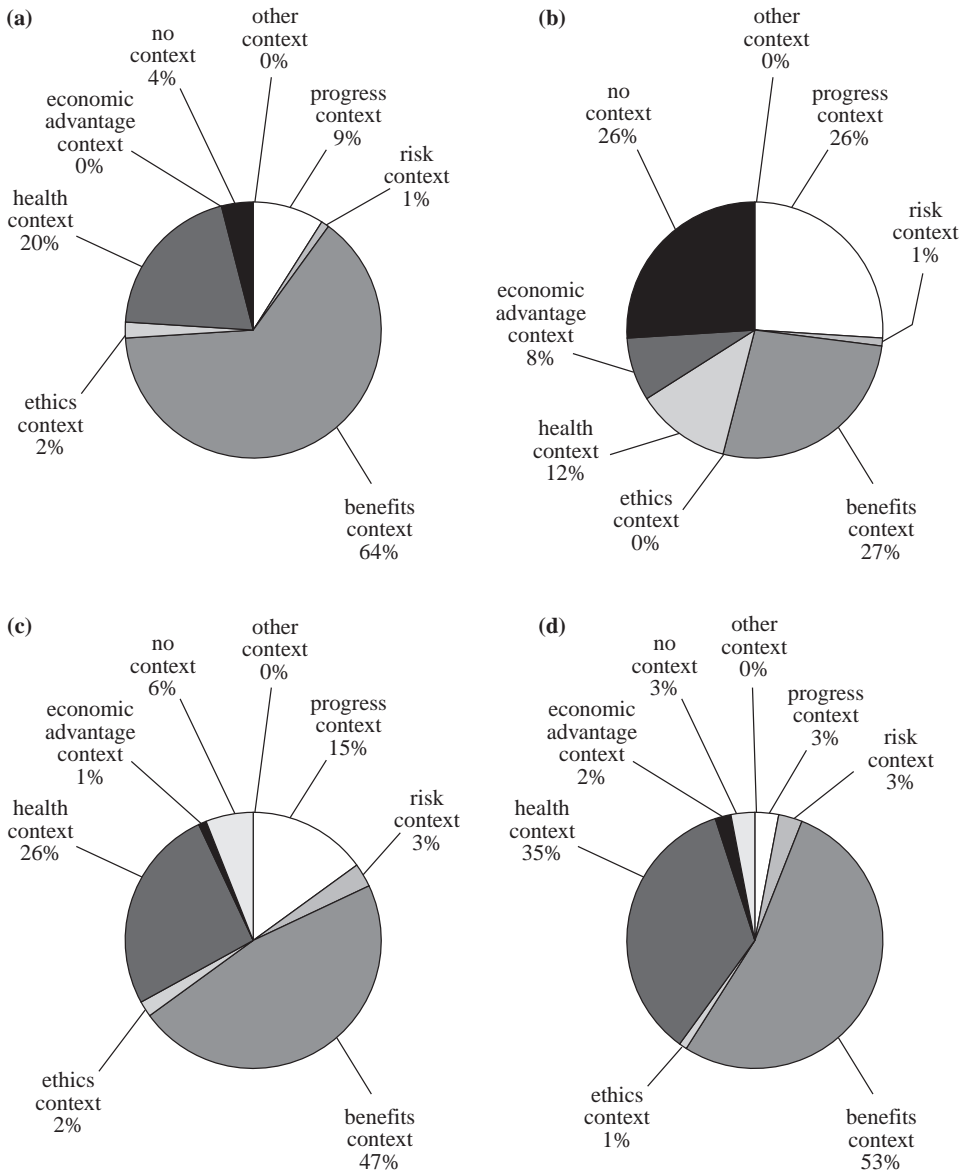 (a)
other
context
0%
no
context
4%
progress
context
9%
economic
advantage
context
0%
risk
context
1%
health
context
20%
ethics
context
2%
benefits
context
64%
(b)
other
context
0%
no
context
26%
progress
context
26%
risk
context
1%
economic
advantage
context
8%
health
context
12%
ethics
context
0%
benefits
context
27%
(c)
other
context
0%
no
context
6%
progress
context
15%
economic
advantage
context
1%
risk
context
3%
health
context
26%
ethics
context
2%
benefits
context
47%
(d)
other
context
0%
no
context
3%
progress
context
3%
economic
advantage
context
2%
risk
context
3%
health
context
35%
ethics
context
1%
benefits
context
53%